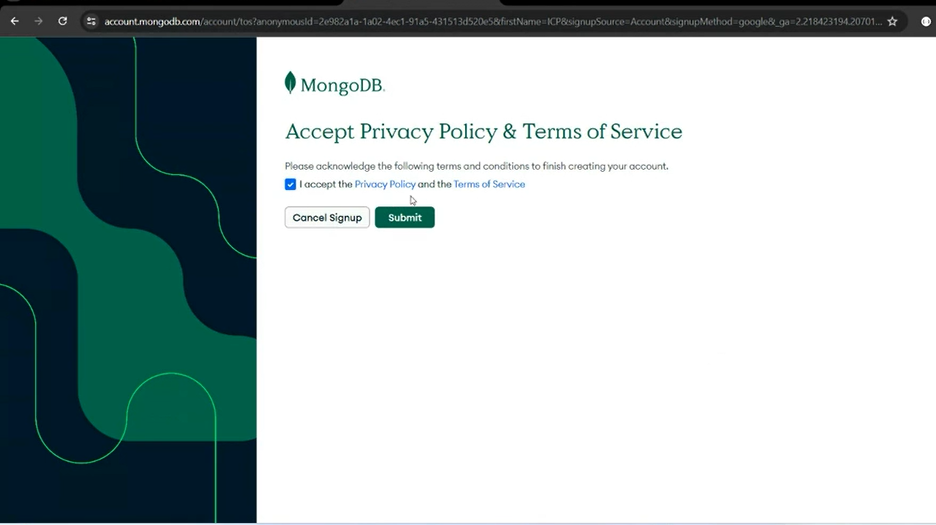 account.mongodb.com/account/tos?anonymousId=2e982a1a-1a02-4ec1-91a5-431513d520e5&firstName=ICP&signupSource=Account&signupMethod=google&_ga=2.218423194.20701...
MongoDB.
Accept Privacy Policy & Terms of Service
Please acknowledge the following terms and conditions to finish creating your account.
I accept the Privacy Policy and the Terms of Service
Cancel Signup Submit